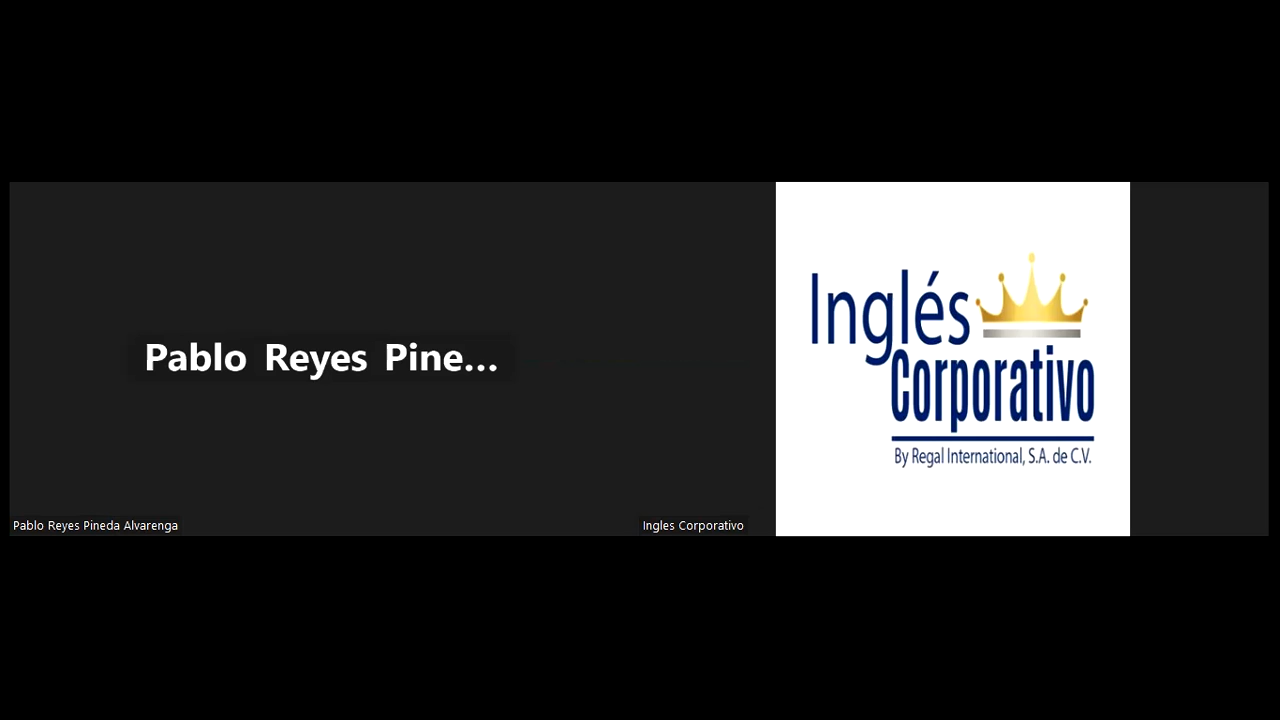 Pablo Reyes Pine...
Pablo Reyes Pineda Alvarenga
Inglés
Corporativo
By Regal International, S.A. de C.V.
Ingles Corporativo